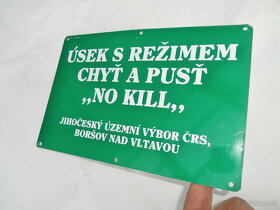 ÚSEK S REŽIMEM
CHYŤ A PUSŤ
,,NO KILL,,
JIHOČESKÝ ÚZEMNÍ VÝBOR ČRS,
BORŠOV NAD VLTAVOU